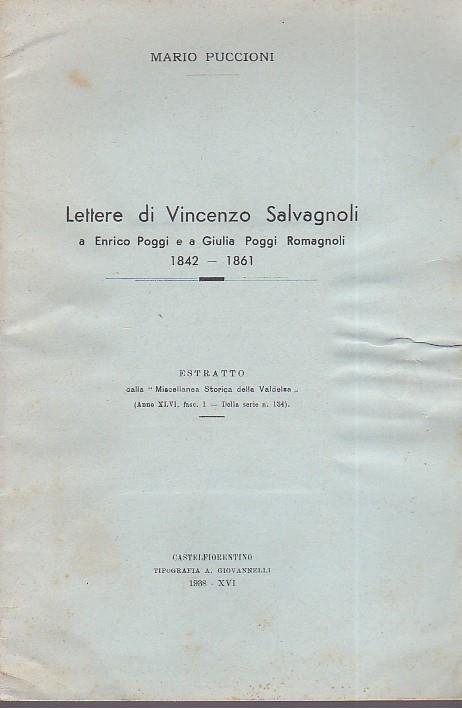 MARIO PUCCIONI
Lettere di Vincenzo Salvagnoli
a Enrico Poggi e a Giulia Poggi Romagnoli
1842 — 1861
ESTRATTO
dalla "Miscellanea Storica della Valdelsa„
(Anno XLVI, fasc. 1 — Della serie n. 134).
CASTELFIORENTINO
TIPOGRAFIA A. GIOVANNELLI
1938 - XVI